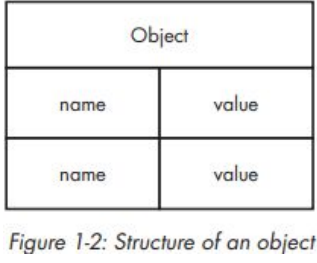 Object
name value
name value
Figure 1-2: Structure of an object